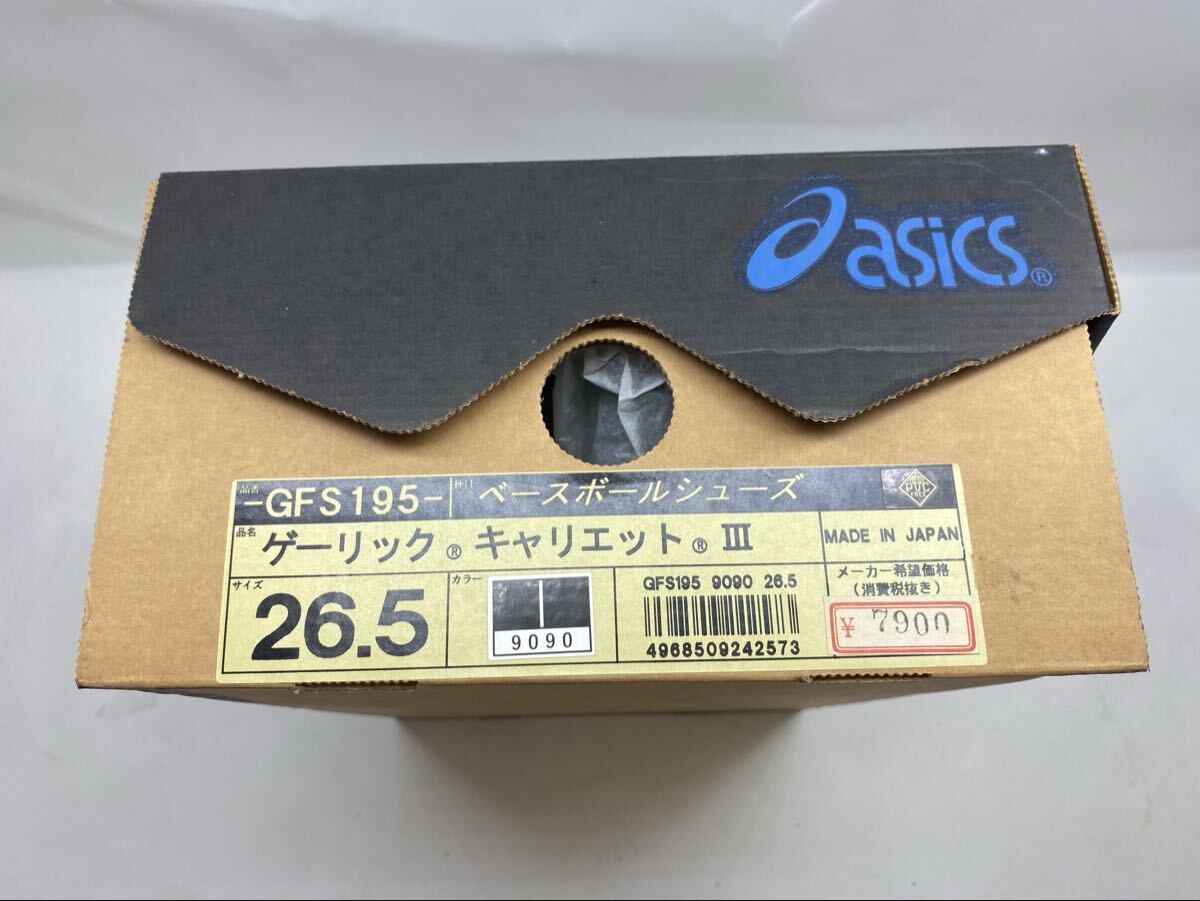 asics®
品番 -GFS195- 種目 ベースボールシューズ
PVC FREE
品名 ゲーリック® キャリエット® III
MADE IN JAPAN
サイズ 26.5
カラー
9090
GFS195 9090 26.5
4968509242573
メーカー希望価格
(消費税抜き)
¥ 7900